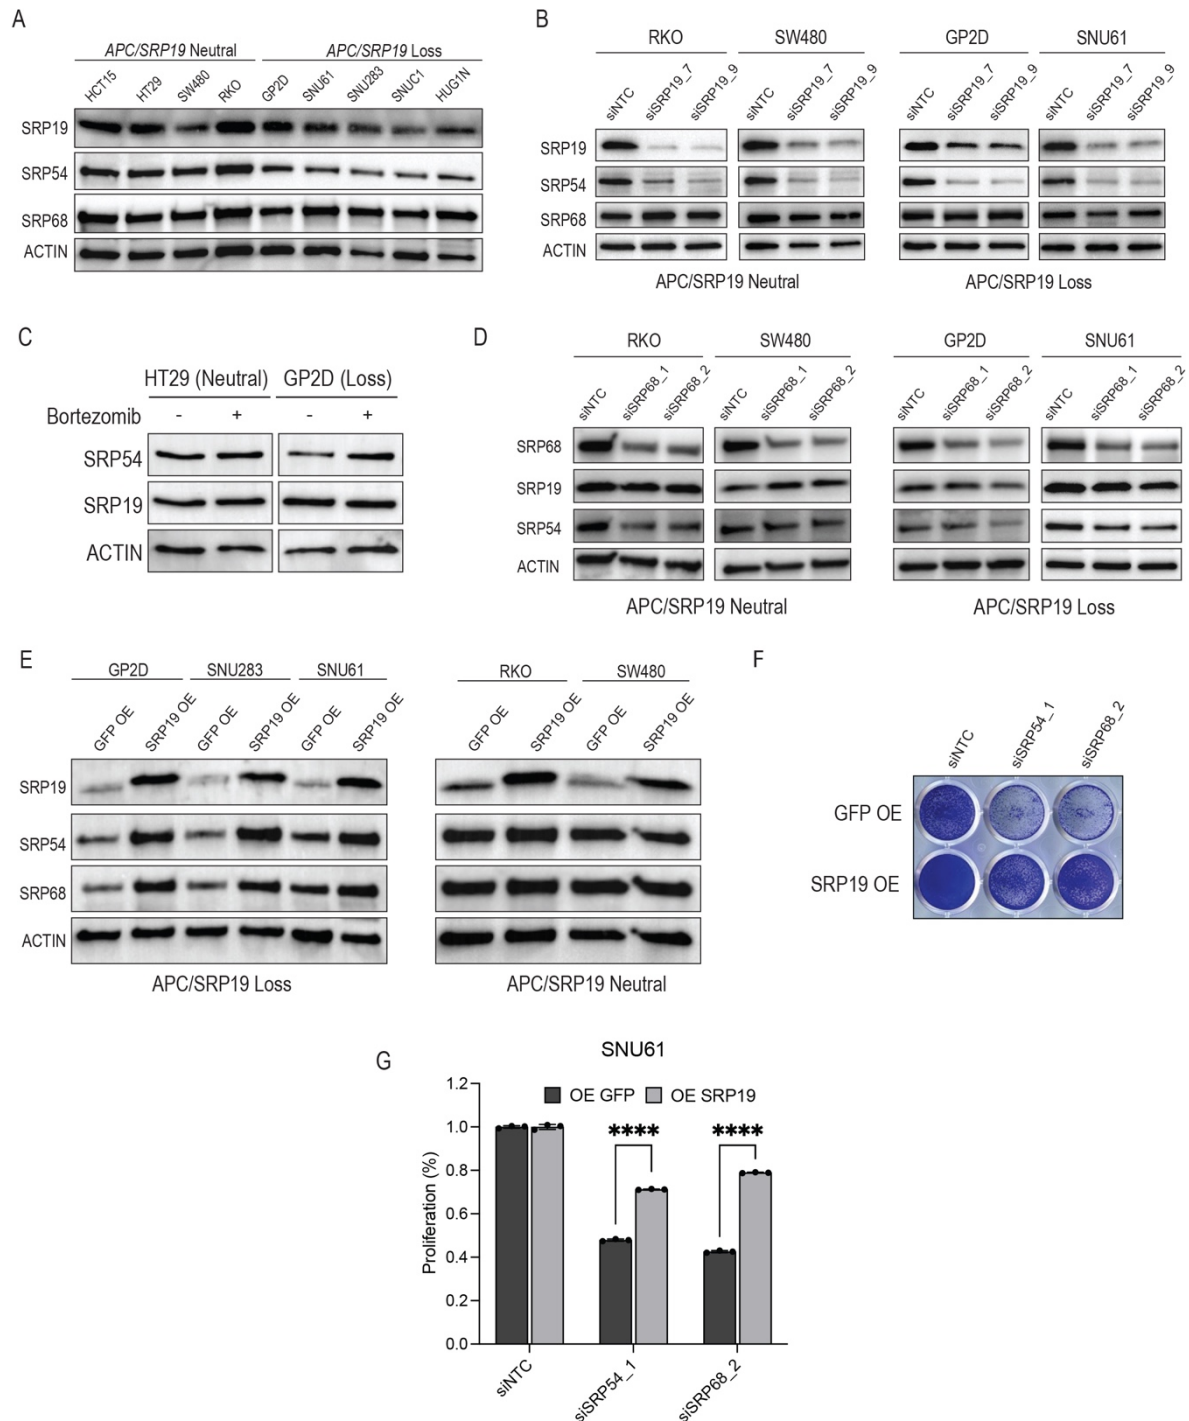 A
APC/SRP19 Neutral APC/SRP19 Loss
HCT15 HT29 SW480 RKO GP2D SNU61 SNU283 SNUC1 HUG1N
SRP19
SRP54
SRP68
ACTIN
B
RKO SW480 GP2D SNU61
siNTC siSRP19_7 siSRP19_9 siNTC siSRP19_7 siSRP19_9 siNTC siSRP19_7 siSRP19_9 siNTC siSRP19_7 siSRP19_9
SRP19
SRP54
SRP68
ACTIN
APC/SRP19 Neutral APC/SRP19 Loss
C
HT29 (Neutral) GP2D (Loss)
Bortezomib - + - +
SRP54
SRP19
ACTIN
D
RKO SW480 GP2D SNU61
siNTC siSRP68_1 siSRP68_2 siNTC siSRP68_1 siSRP68_2 siNTC siSRP68_1 siSRP68_2 siNTC siSRP68_1 siSRP68_2
SRP68
SRP19
SRP54
ACTIN
APC/SRP19 Neutral APC/SRP19 Loss
E
GP2D SNU283 SNU61 RKO SW480
GFP OE SRP19 OE GFP OE SRP19 OE GFP OE SRP19 OE GFP OE SRP19 OE GFP OE SRP19 OE
SRP19
SRP54
SRP68
ACTIN
APC/SRP19 Loss APC/SRP19 Neutral
F
siNTC siSRP54_1 siSRP68_2
GFP OE
SRP19 OE
G
SNU61
OE GFP OE SRP19
**** ****
Proliferation (%)
1.2
1.0
0.8
0.6
0.4
0.2
0.0
siNTC siSRP54_1 siSRP68_2